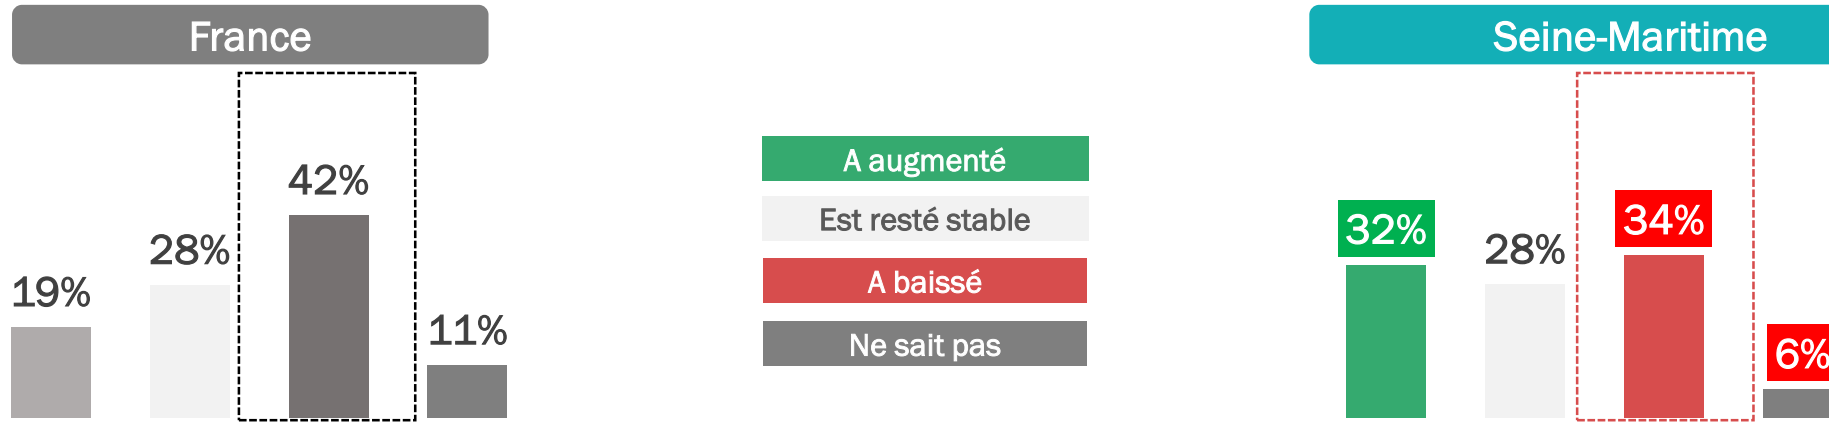 France
42%
28%
19%
11%
A augmenté
Est resté stable
A baissé
Ne sait pas
Seine-Maritime
32%
28%
34%
6%